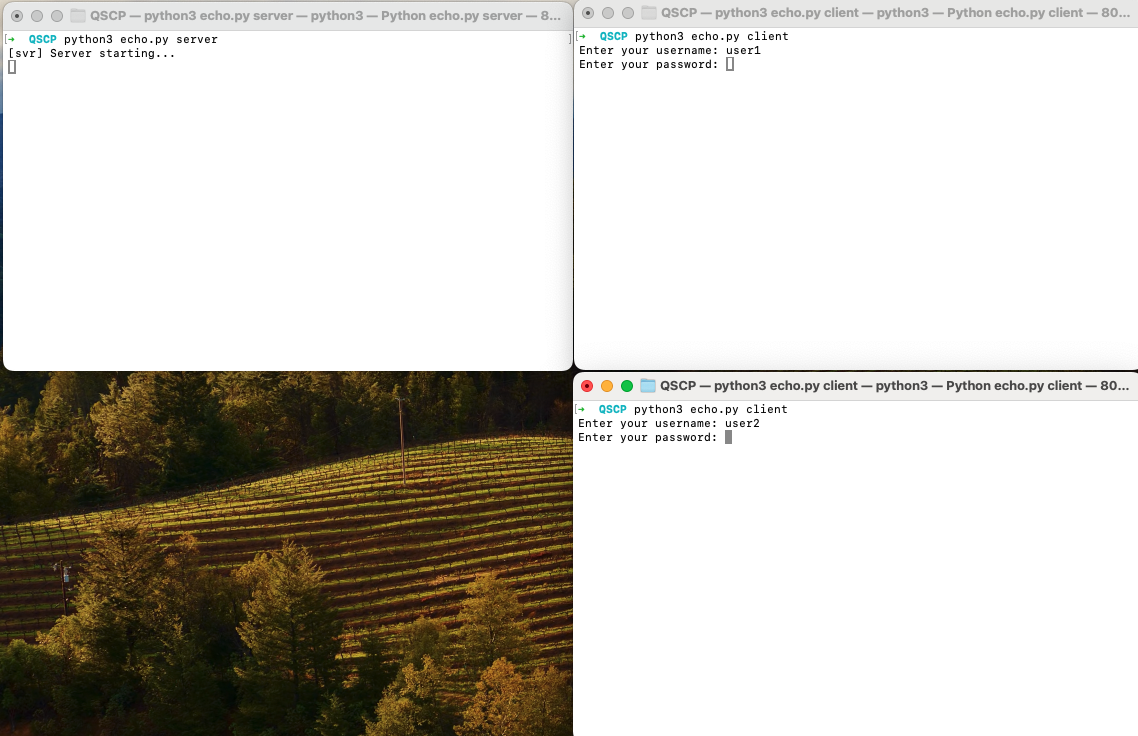 QSCP — python3 echo.py server — python3 — Python echo.py server — 8...
[→ QSCP python3 echo.py server ]
[svr] Server starting...
QSCP — python3 echo.py client — python3 — Python echo.py client — 80...
[→ QSCP python3 echo.py client
Enter your username: user1
Enter your password:
QSCP — python3 echo.py client — python3 — Python echo.py client — 80...
[→ QSCP python3 echo.py client
Enter your username: user2
Enter your password: